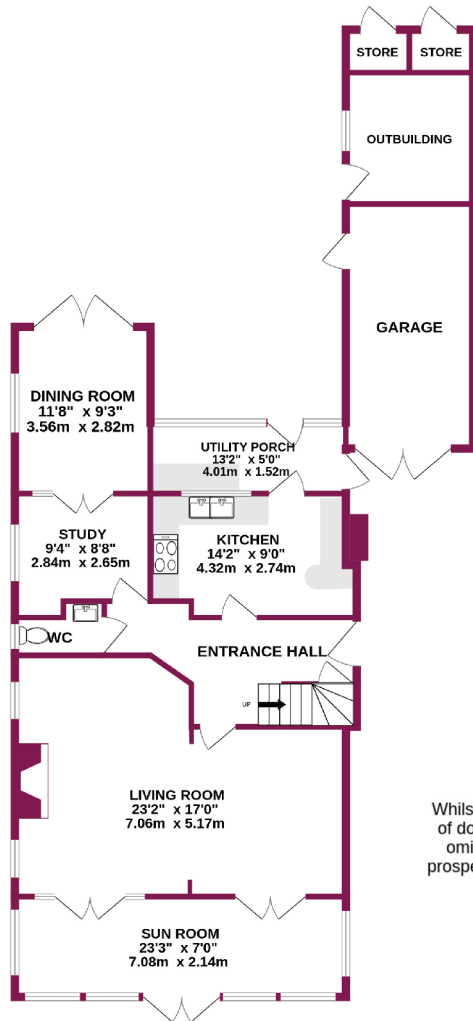 STORE
STORE
OUTBUILDING
GARAGE
DINING ROOM
11'8" x 9'3"
3.56m x 2.82m
UTILITY PORCH
13'2" x 5'0"
4.01m x 1.52m
STUDY
9'4" x 8'8"
2.84m x 2.65m
KITCHEN
14'2" x 9'0"
4.32m x 2.74m
WC
ENTRANCE HALL
UP
LIVING ROOM
23'2" x 17'0"
7.06m x 5.17m
Whils
of do
omi
prospe
SUN ROOM
23'3" x 7'0"
7.08m x 2.14m